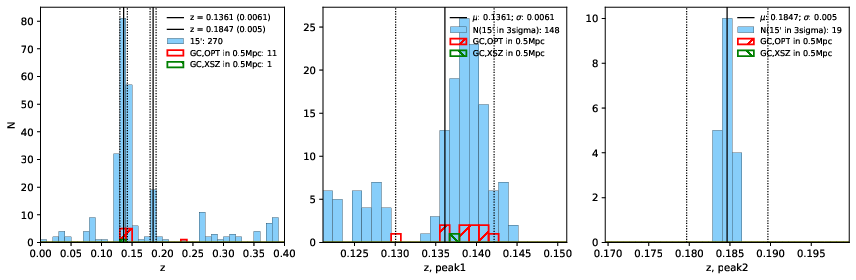 z = 0.1361 (0.0061)
z = 0.1847 (0.005)
15': 270
GC,OPT in 0.5Mpc: 11
GC,XSZ in 0.5Mpc: 1
N
80
70
60
50
40
30
20
10
0
0.00 0.05 0.10 0.15 0.20 0.25 0.30 0.35 0.40
z
μ: 0.1361; σ: 0.0061
N(15' in 3sigma): 148
GC,OPT in 0.5Mpc
GC,XSZ in 0.5Mpc
25
20
15
10
5
0
0.125 0.130 0.135 0.140 0.145 0.150
z, peak1
μ: 0.1847; σ: 0.005
N(15' in 3sigma): 19
GC,OPT in 0.5Mpc
GC,XSZ in 0.5Mpc
10
8
6
4
2
0
0.170 0.175 0.180 0.185 0.190 0.195
z, peak2